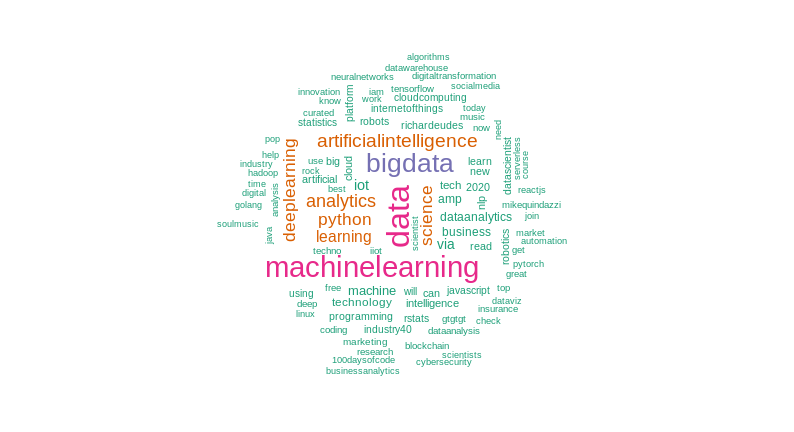 algorithms
datawarehouse
neuralnetworks
digitaltransformation
innovation
iam
tensorflow
socialmedia
know
platform
work
cloudcomputing
curated
internetofthings
today
statistics
robots
richardeudes
music
now
need
pop
artificialintelligence
datascientist
serverless
course
help
deeplearning
use
big
cloud
bigdata
learn
industry
rock
new
hadoop
artificial
iot
time
analysis
best
data
science
tech
2020
reactjs
digital
analytics
amp
nlp
golang
mikequindazzi
python
scientist
dataanalytics
join
soulmusic
java
learning
business
robotics
market
techno
iiot
via
read
automation
get
machinelearning
pytorch
great
using
free
machine
will
can
javascript
top
deep
technology
intelligence
dataviz
linux
programming
rstats
gtgtgt
insurance
check
coding
industry40
dataanalysis
marketing
blockchain
research
scientists
100daysofcode
cybersecurity
businessanalytics